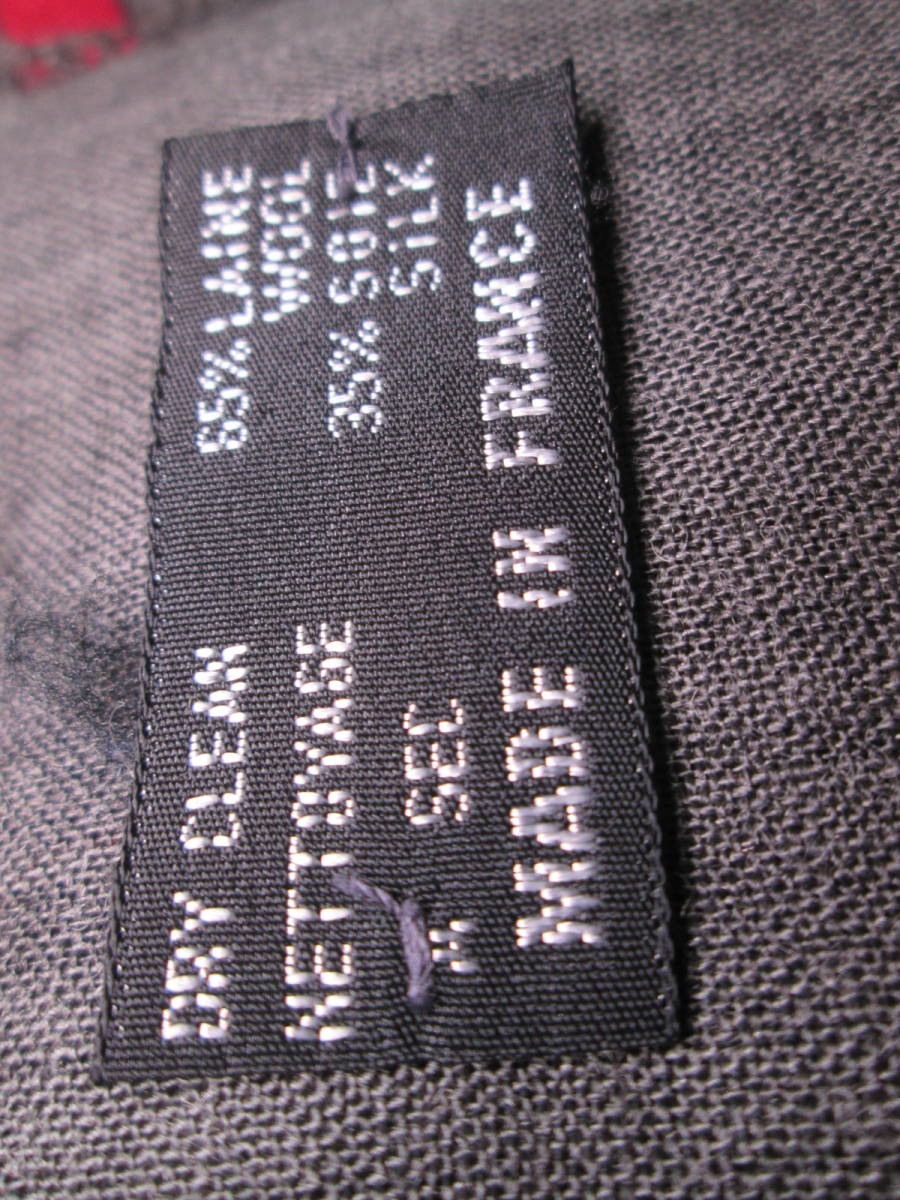 DRY CLEAN
NETTOYAGE
A SEC
65% LAINE
WOOL
35% SOIE
SILK
MADE IN FRANCE